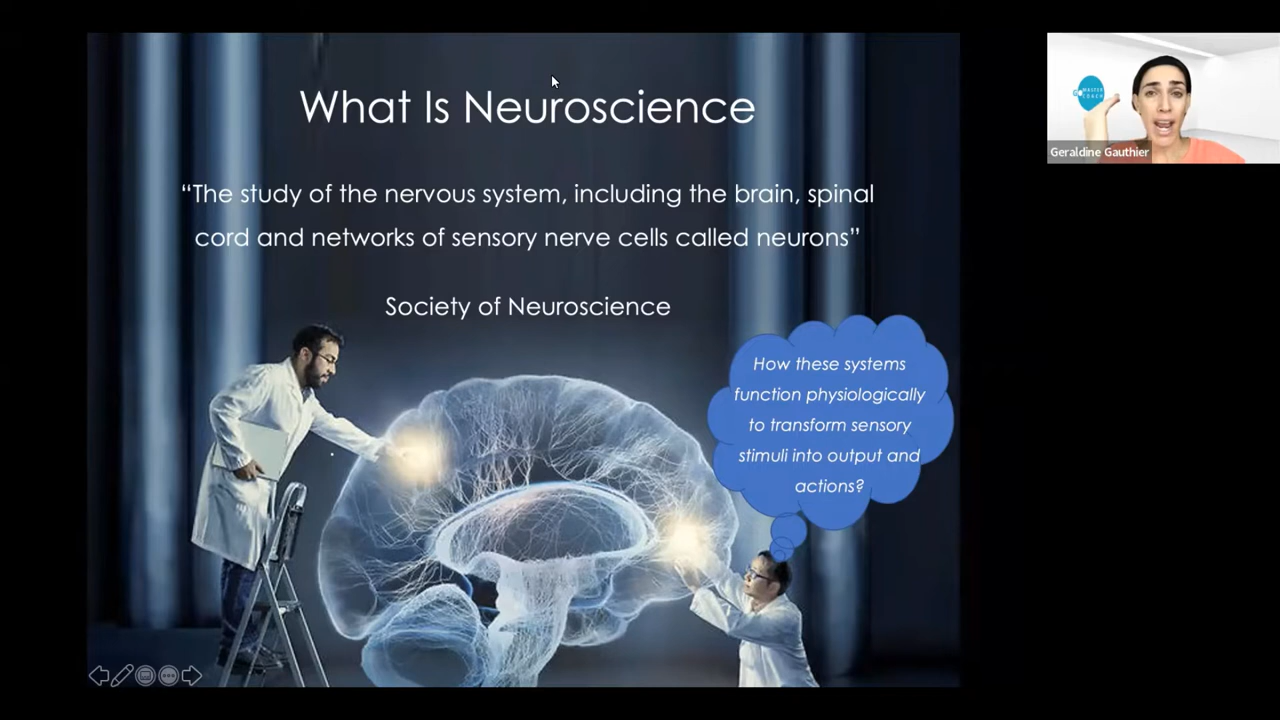 What Is Neuroscience
“The study of the nervous system, including the brain, spinal
cord and networks of sensory nerve cells called neurons”
Society of Neuroscience
How these systems
function physiologically
to transform sensory
stimuli into output and
actions?
MASTER
COACH
Geraldine Gauthier